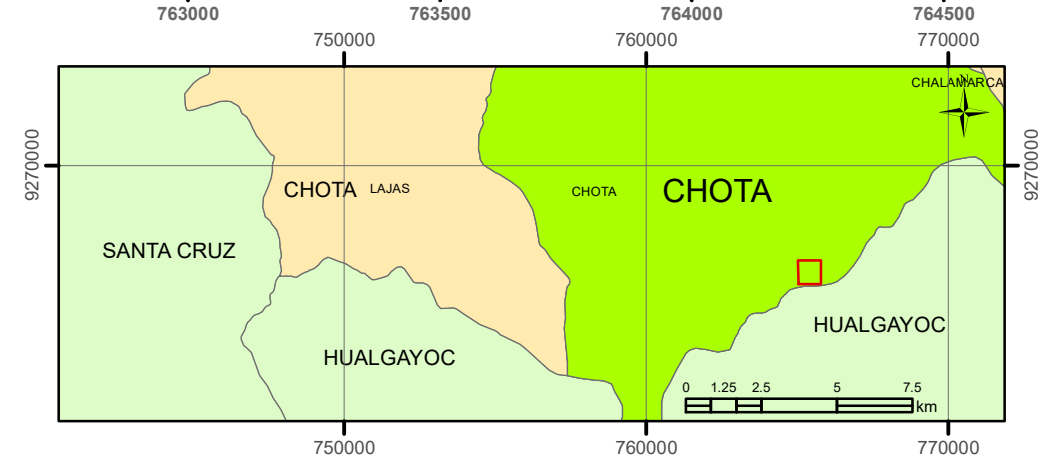 763000 763500 764000 764500
750000 760000 770000
CHALAMARCA
N
9270000 9270000
CHOTA LAJAS CHOTA CHOTA
SANTA CRUZ
HUALGAYOC
HUALGAYOC
0 1.25 2.5 5 7.5
km
750000 760000 770000